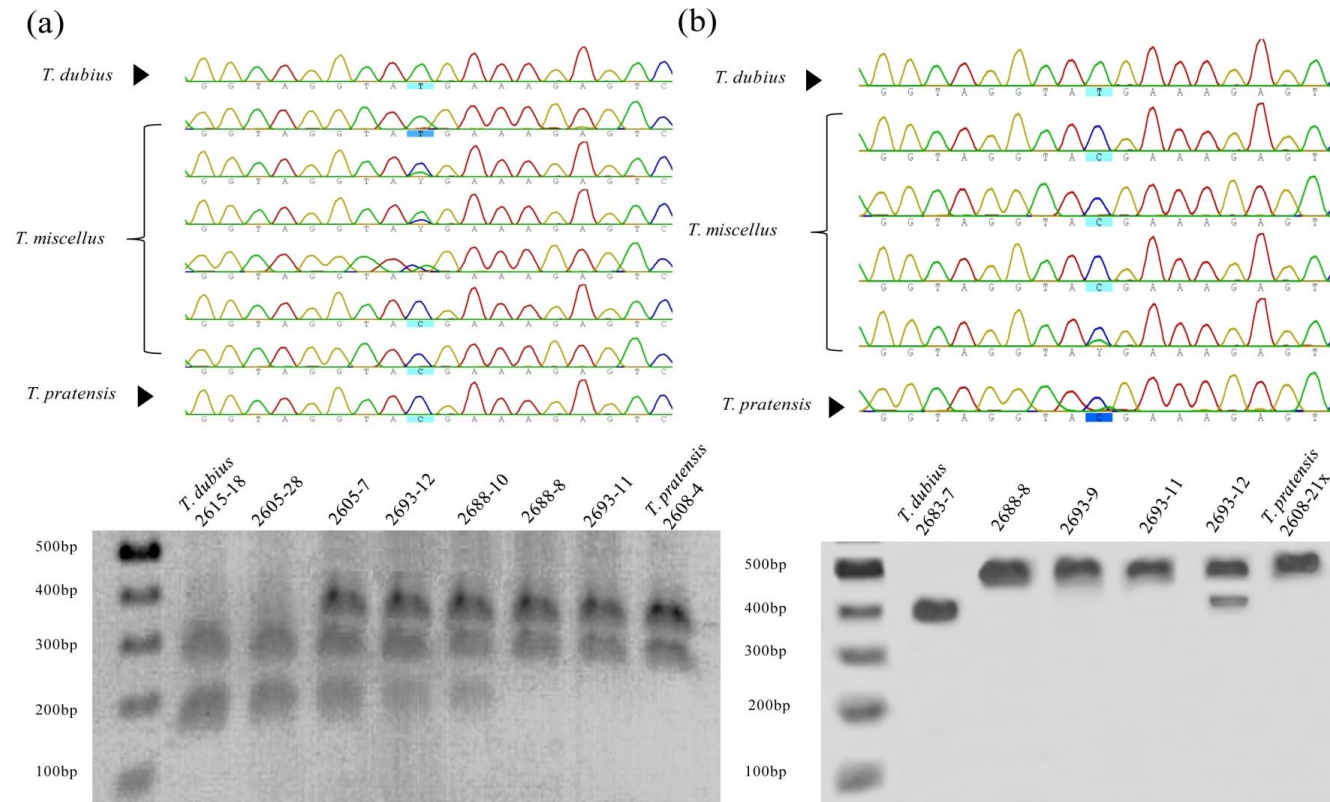 (a)
T. dubius
G G T A G G T A T G A A A G A G T C
T. miscellus
G G T A G G T A T G A A A G A G T C
G G T A G G T A Y G A A A G A G T C
G G T A G G T A Y G A A A G A G T C
G G T A G G T A Y G A A A G A G T C
G G T A G G T A C G A A A G A G T C
G G T A G G T A C G A A A G A G T C
T. pratensis
G G T A G G T A C G A A A G A G T C
T. dubius
2615-18
2605-28
2605-7
2693-12
2688-10
2688-8
2693-11
T. pratensis
2608-4
500bp
400bp
300bp
200bp
100bp
(b)
T. dubius
G G T A G G T A T G A A A G A G T
T. miscellus
G G T A G G T A C G A A A G A G T
G G T A G G T A C G A A A G A G T
G G T A G G T A C G A A A G A G T
G G T A G G T A Y G A A A G A G T
T. pratensis
G G T A G G T A C G A A A G A G T
T. dubius
2683-7
2688-8
2693-9
2693-11
2693-12
T. pratensis
2608-21x
500bp
400bp
300bp
200bp
100bp